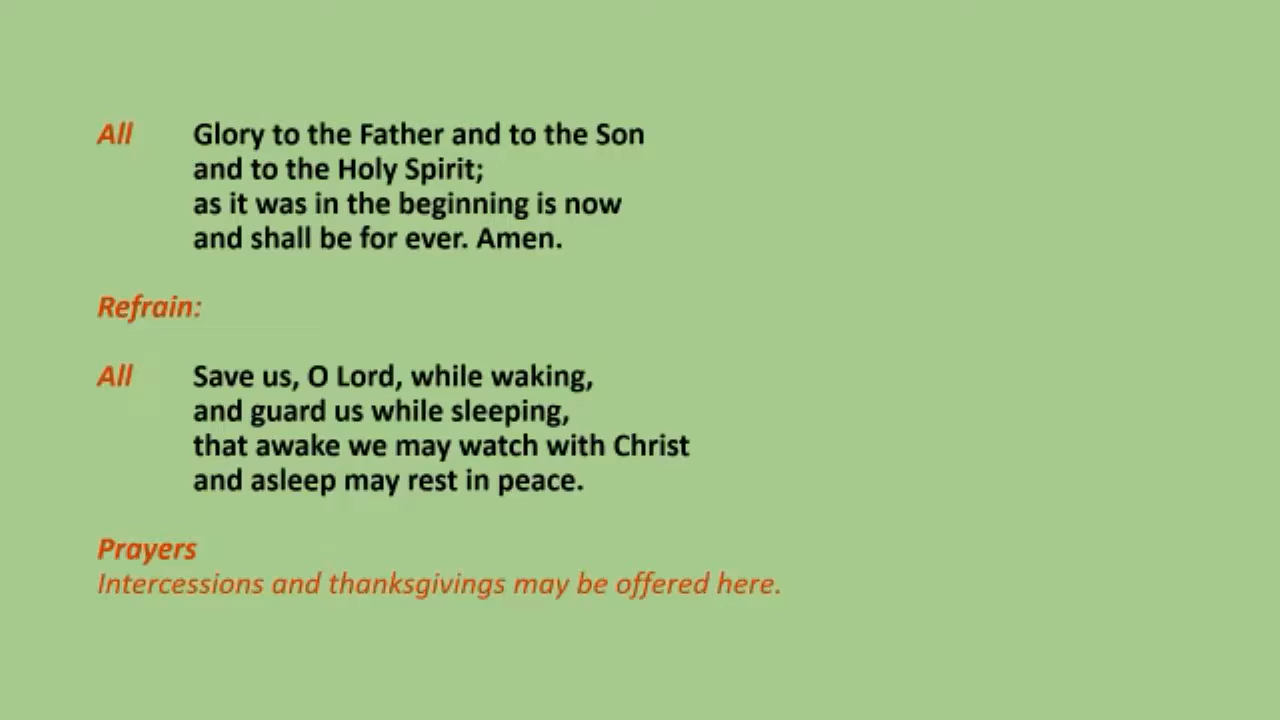 All Glory to the Father and to the Son
and to the Holy Spirit;
as it was in the beginning is now
and shall be for ever. Amen.
Refrain:
All Save us, O Lord, while waking,
and guard us while sleeping,
that awake we may watch with Christ
and asleep may rest in peace.
Prayers
Intercessions and thanksgivings may be offered here.